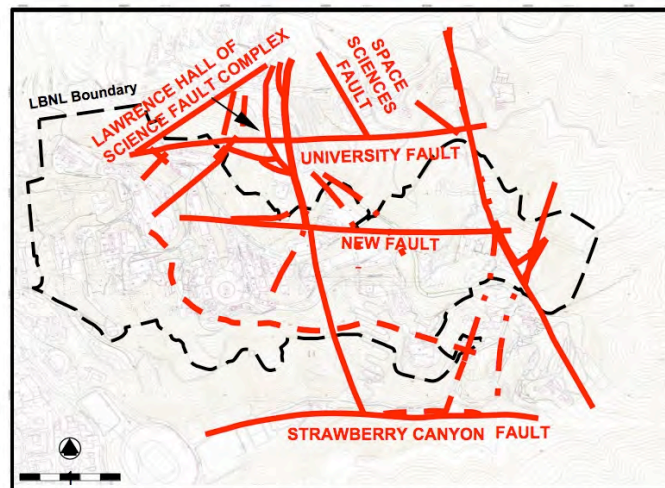 LAWRENCE HALL OF
SCIENCE FAULT COMPLEX
SPACE
SCIENCES
FAULT
LBNL Boundary
UNIVERSITY FAULT
NEW FAULT
STRAWBERRY CANYON FAULT